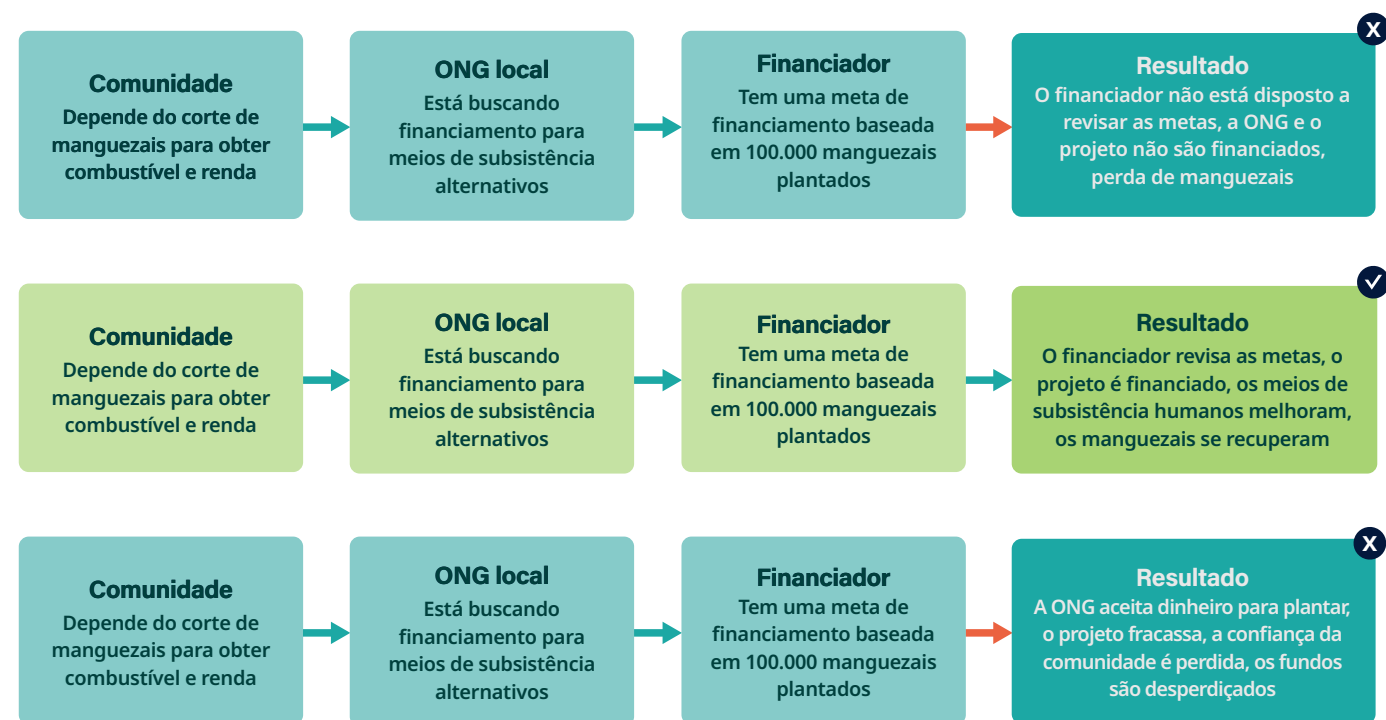 Comunidade
Depende do corte de
manguezais para obter
combustível e renda
ONG local
Está buscando
financiamento para
meios de subsistência
alternativos
Financiador
Tem uma meta de
financiamento baseada
em 100.000 manguezais
plantados
X
Resultado
O financiador não está disposto a
revisar as metas, a ONG e o
projeto não são financiados,
perda de manguezais
Comunidade
Depende do corte de
manguezais para obter
combustível e renda
ONG local
Está buscando
financiamento para
meios de subsistência
alternativos
Financiador
Tem uma meta de
financiamento baseada
em 100.000 manguezais
plantados
Resultado
O financiador revisa as metas, o
projeto é financiado, os meios de
subsistência humanos melhoram,
os manguezais se recuperam
Comunidade
Depende do corte de
manguezais para obter
combustível e renda
ONG local
Está buscando
financiamento para
meios de subsistência
alternativos
Financiador
Tem uma meta de
financiamento baseada
em 100.000 manguezais
plantados
X
Resultado
A ONG aceita dinheiro para plantar,
o projeto fracassa, a confiança da
comunidade é perdida, os fundos
são desperdiçados